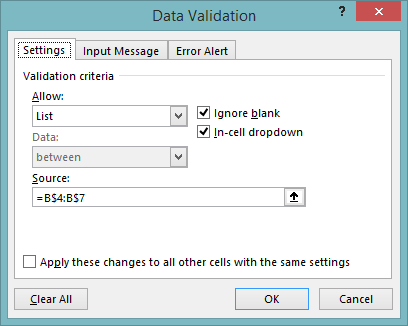 Data Validation
?
Settings Input Message Error Alert
Validation criteria
Allow:
List
Ignore blank
In-cell dropdown
Data:
between
Source:
=B$4:B$7
Apply these changes to all other cells with the same settings
Clear All OK Cancel